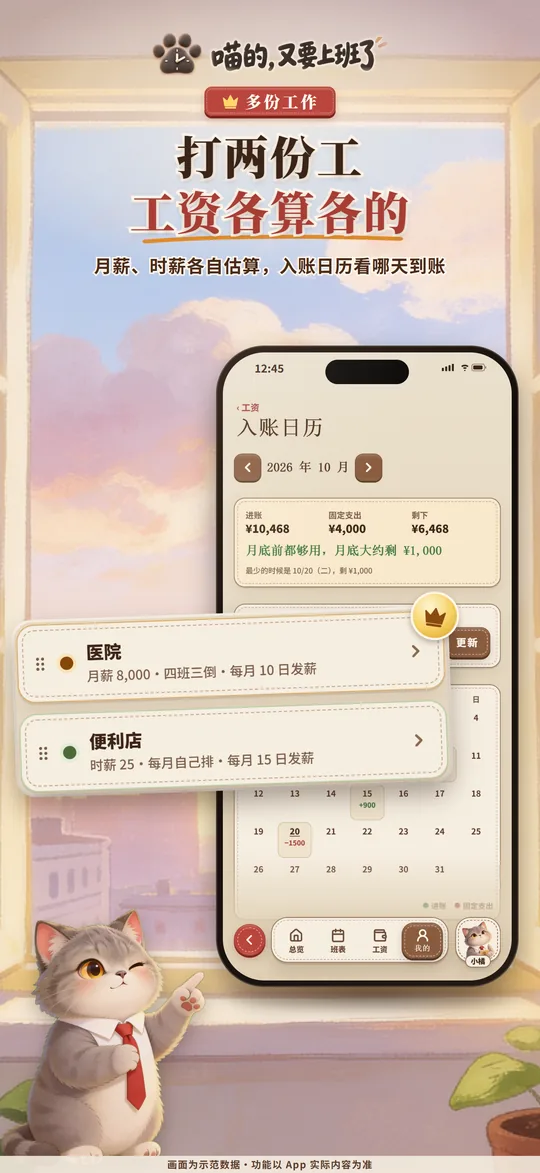 喵的,又要上班了
多份工作
打两份工
工资各算各的
月薪、时薪各自估算，入账日历看哪天到账
12:45
‹ 工资
入账日历
2026 年 10 月
进账 固定支出 剩下
¥10,468 ¥4,000 ¥6,468
月底前都够用，月底大约剩 ¥1,000
最少的时候是 10/20（二），剩 ¥1,000
更新
医院
月薪 8,000・四班三倒・每月 10 日发薪
便利店
时薪 25・每月自己排・每月 15 日发薪
日
4
11
12 13 14 15 16 17 18
+900
19 20 21 22 23 24 25
−1500
26 27 28 29 30 31
进账 固定支出
总览 班表 工资 我的 小橘
画面为示范数据・功能以 App 实际内容为准